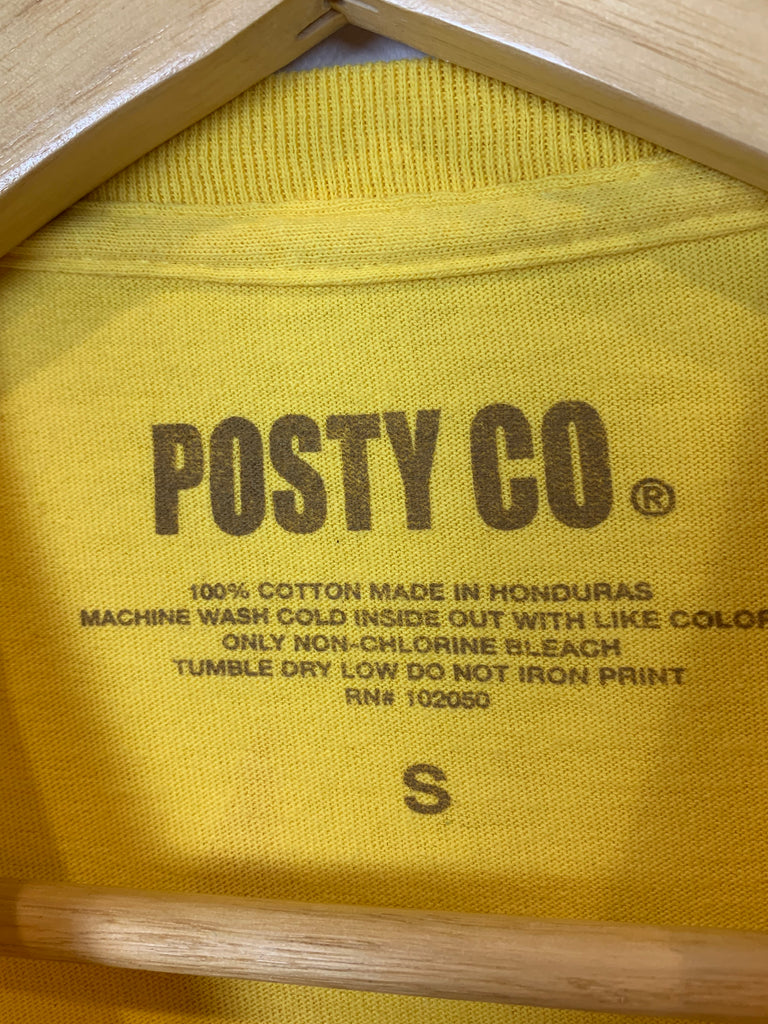 POSTY CO ®
100% COTTON MADE IN HONDURAS
MACHINE WASH COLD INSIDE OUT WITH LIKE COLOR
ONLY NON-CHLORINE BLEACH
TUMBLE DRY LOW DO NOT IRON PRINT
RN# 102050
S